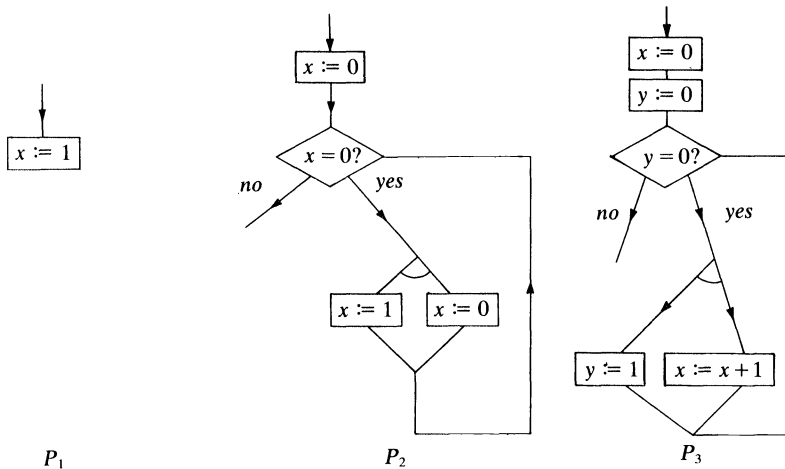 x := 1
P₁
x := 0
x = 0?
no
yes
x := 1
x := 0
P₂
x := 0
y := 0
y = 0?
no
yes
y := 1
x := x + 1
P₃